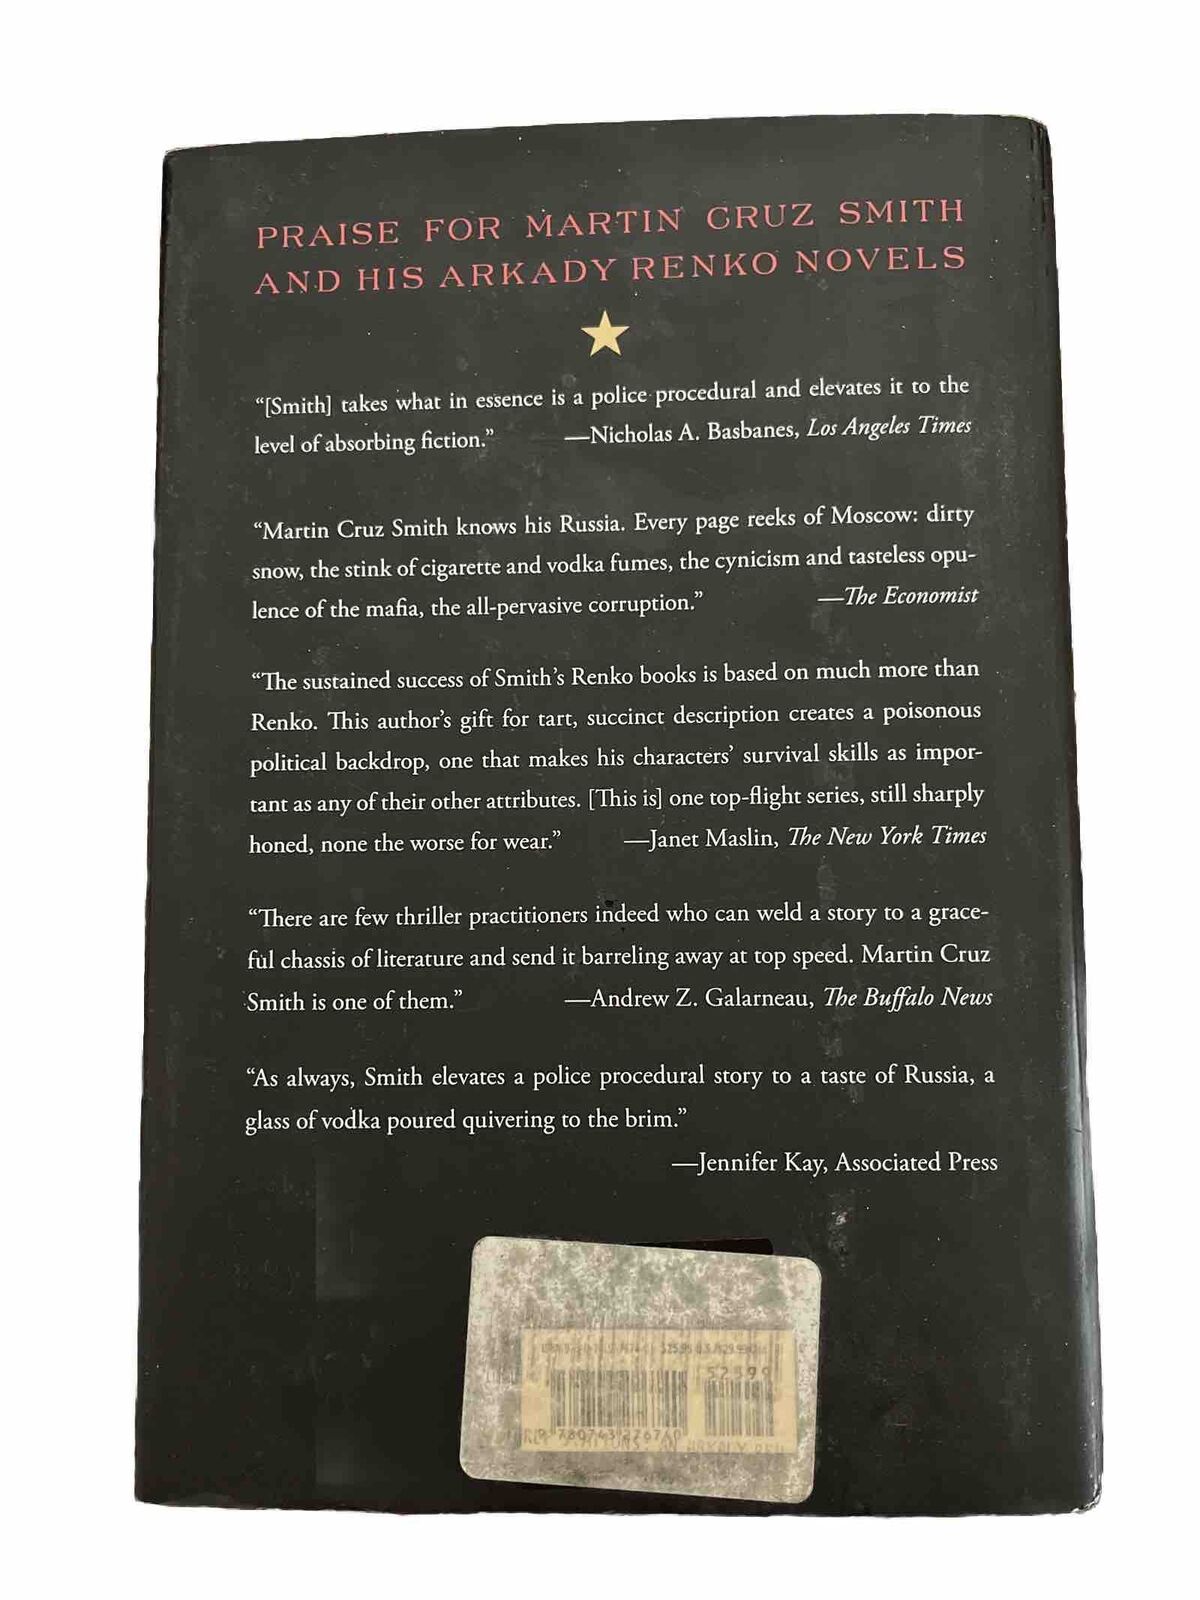 PRAISE FOR MARTIN CRUZ SMITH
AND HIS ARKADY RENKO NOVELS
“[Smith] takes what in essence is a police procedural and elevates it to the
level of absorbing fiction.” —Nicholas A. Basbanes, Los Angeles Times
“Martin Cruz Smith knows his Russia. Every page reeks of Moscow: dirty
snow, the stink of cigarette and vodka fumes, the cynicism and tasteless opu-
lence of the mafia, the all-pervasive corruption.” —The Economist
“The sustained success of Smith’s Renko books is based on much more than
Renko. This author’s gift for tart, succinct description creates a poisonous
political backdrop, one that makes his characters’ survival skills as impor-
tant as any of their other attributes. [This is] one top-flight series, still sharply
honed, none the worse for wear.” —Janet Maslin, The New York Times
“There are few thriller practitioners indeed who can weld a story to a grace-
ful chassis of literature and send it barreling away at top speed. Martin Cruz
Smith is one of them.” —Andrew Z. Galarneau, The Buffalo News
“As always, Smith elevates a police procedural story to a taste of Russia, a
glass of vodka poured quivering to the brim.”
—Jennifer Kay, Associated Press
52599
9 780743 276740